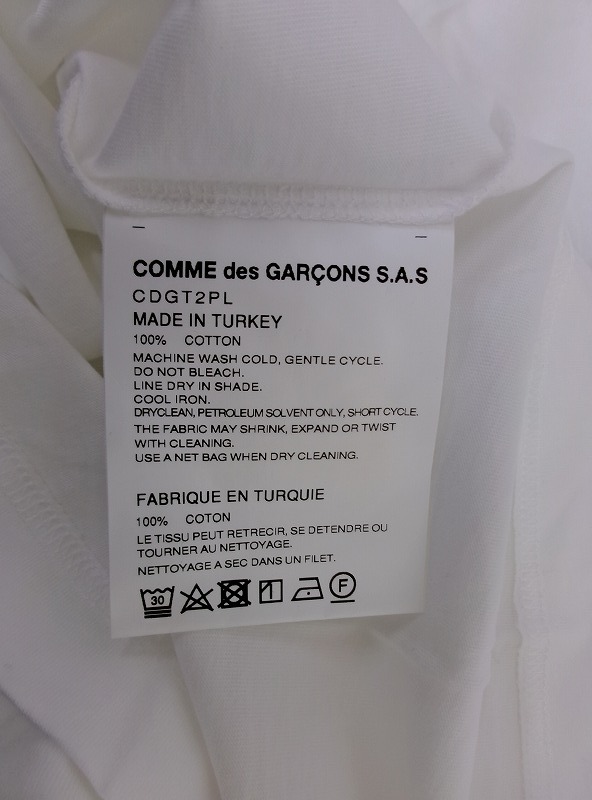 COMME des GARÇONS S.A.S
CDGT2PL
MADE IN TURKEY
100% COTTON
MACHINE WASH COLD, GENTLE CYCLE.
DO NOT BLEACH.
LINE DRY IN SHADE.
COOL IRON.
DRYCLEAN, PETROLEUM SOLVENT ONLY, SHORT CYCLE.
THE FABRIC MAY SHRINK, EXPAND OR TWIST
WITH CLEANING.
USE A NET BAG WHEN DRY CLEANING.
FABRIQUE EN TURQUIE
100% COTON
LE TISSU PEUT RETRECIR, SE DETENDRE OU
TOURNER AU NETTOYAGE.
NETTOYAGE A SEC DANS UN FILET.
30 F